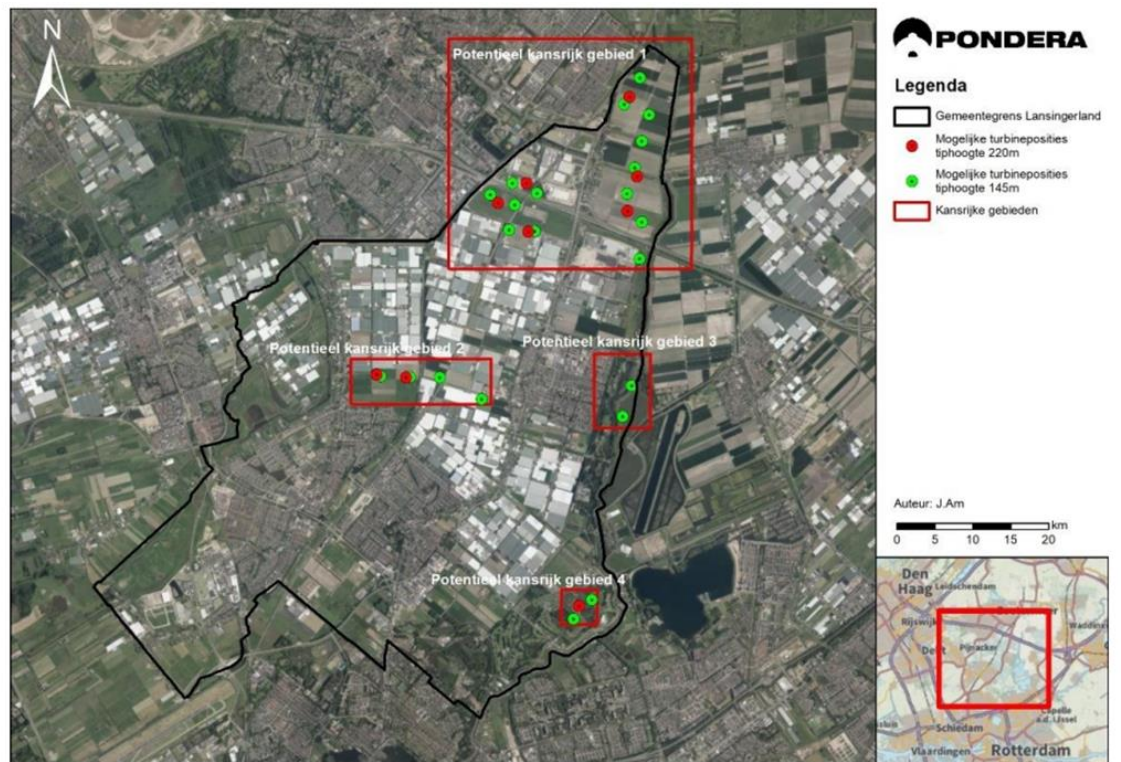 N
Potentieel kansrijk gebied 1
Potentieel kansrijk gebied 2
Potentieel kansrijk gebied 3
Potentieel kansrijk gebied 4
PONDERA
Legenda
Gemeentegrens Lansingerland
Mogelijke turbineposities
tiphoogte 220m
Mogelijke turbineposities
tiphoogte 145m
Kansrijke gebieden
Auteur: J.Am
km
0 5 10 15 20
Den
Haag
Leidschendam
Rijswijk
Pijnacker
Capelle
a.d. IJssel
Schiedam
Vlaardingen
Rotterdam